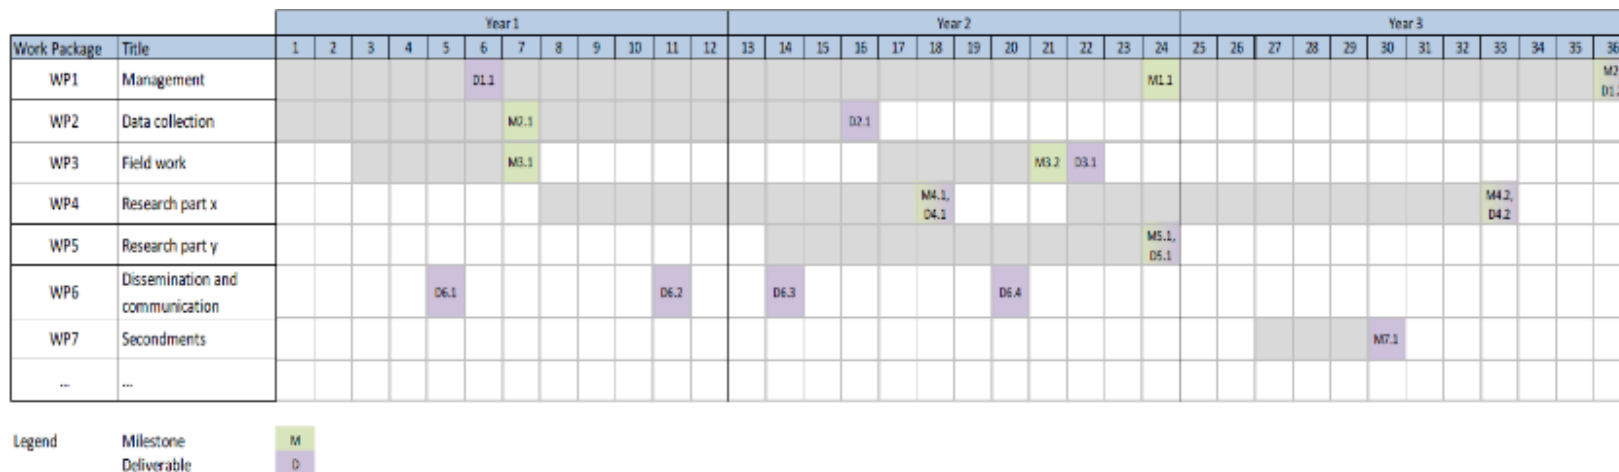 Year 1 Year 2 Year 3
Work Package Title 1 2 3 4 5 6 7 8 9 10 11 12 13 14 15 16 17 18 19 20 21 22 23 24 25 26 27 28 29 30 31 32 33 34 35 36
WP1 Management D1.1 M1.1 M2
D1.
WP2 Data collection M2.1 D2.1
WP3 Field work M3.1 M3.2 D3.1
WP4 Research part x M4.1, M4.2,
D4.1 D4.2
WP5 Research part y M5.1,
D5.1
WP6 Dissemination and D6.1 D6.2 D6.3 D6.4
communication
WP7 Secondments M7.1
... ...
Legend Milestone M
Deliverable D